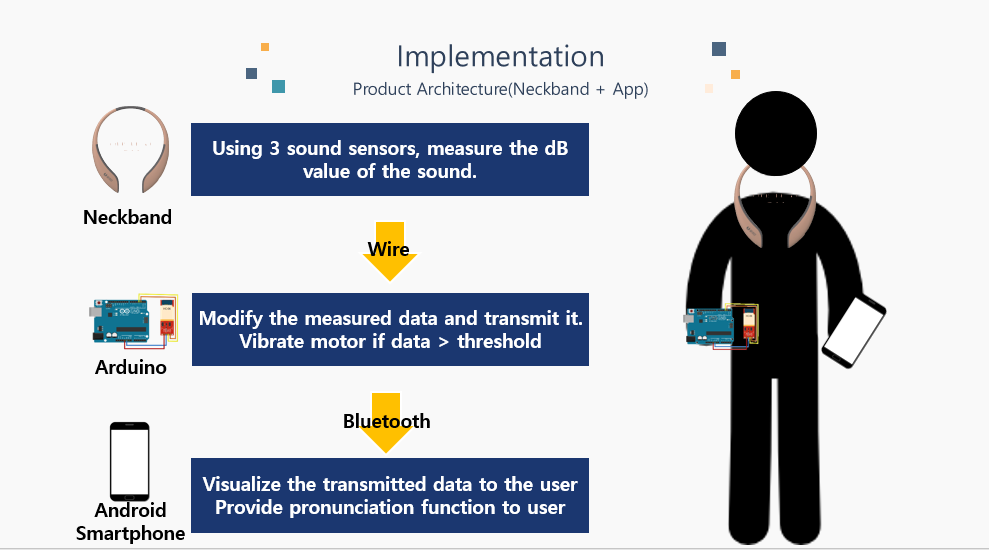 Implementation
Product Architecture(Neckband + App)
Using 3 sound sensors, measure the dB
value of the sound.
Neckband
Wire
Modify the measured data and transmit it.
Vibrate motor if data > threshold
Arduino
Bluetooth
Visualize the transmitted data to the user
Provide pronunciation function to user
Android
Smartphone